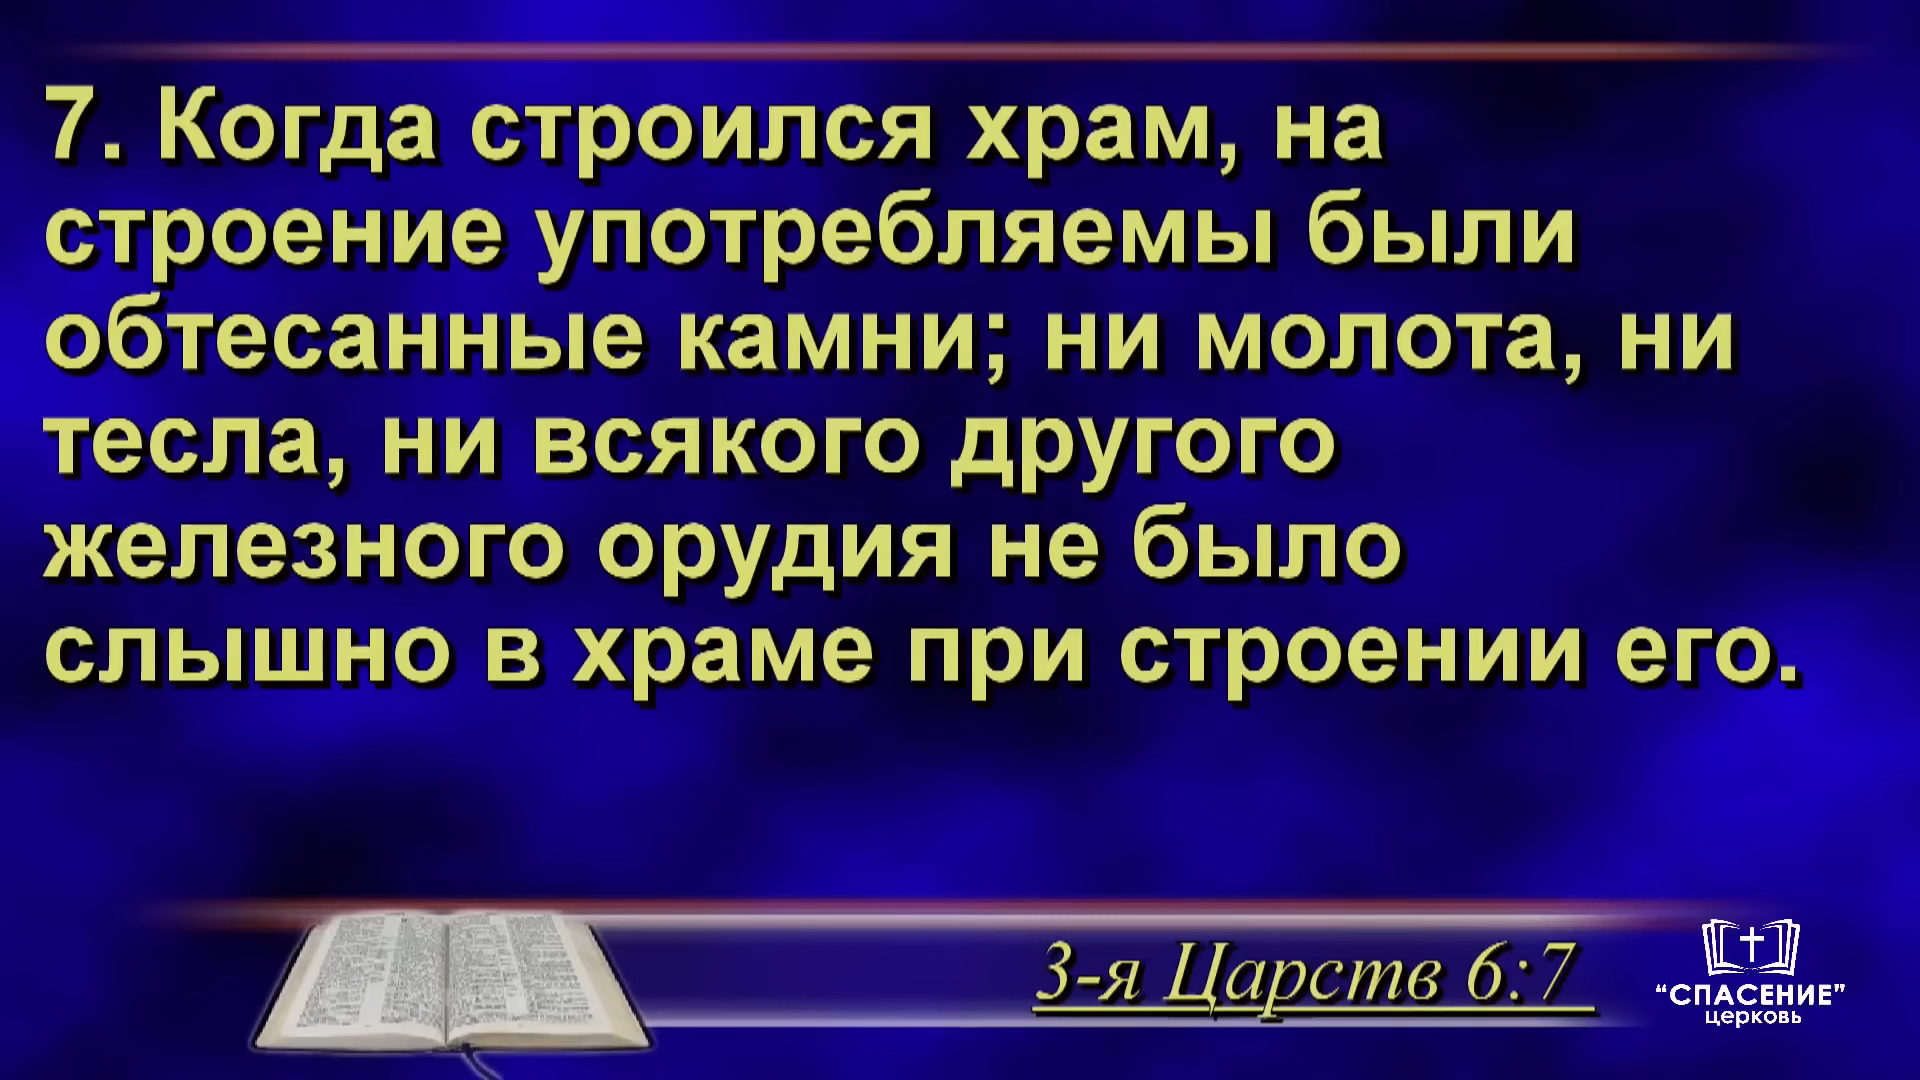 7. Когда строился храм, на
строение употребляемы были
обтесанные камни; ни молота, ни
тесла, ни всякого другого
железного орудия не было
слышно в храме при строении его.
3-я Царств 6:7
“СПАСЕНИЕ”
церковь